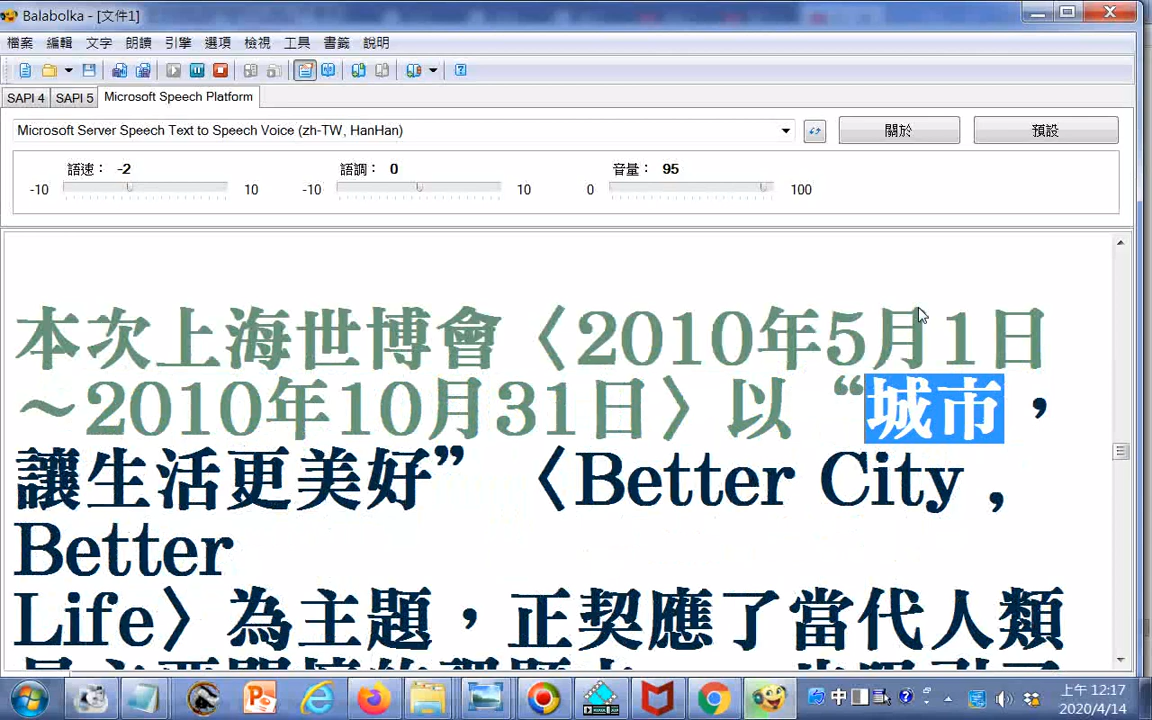 Balabolka - [文件1]
檔案 編輯 文字 朗讀 引擎 選項 檢視 工具 書籤 說明
SAPI 4 SAPI 5 Microsoft Speech Platform
Microsoft Server Speech Text to Speech Voice (zh-TW, HanHan) 關於 預設
語速： -2 語調： 0 音量： 95
-10 10 -10 10 0 100
本次上海世博會〈2010年5月1日
～2010年10月31日〉以“城市，
讓生活更美好”〈Better City，
Better
Life〉為主題，正契應了當代人類
中
上午 12:17
2020/4/14